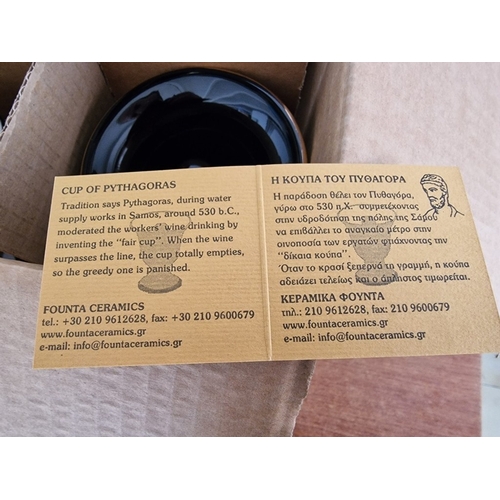 CUP OF PYTHAGORAS
Tradition says Pythagoras, during water
supply works in Samos, around 530 b.C.,
moderated the workers' wine drinking by
inventing the "fair cup". When the wine
surpasses the line, the cup totally empties,
so the greedy one is panished.
FOUNTA CERAMICS
tel.: +30 210 9612628, fax: +30 210 9600679
www.fountaceramics.gr
e-mail: info@fountaceramics.gr
Η ΚΟΥΠΑ ΤΟΥ ΠΥΘΑΓΟΡΑ
Η παράδοση θέλει τον Πυθαγόρα,
γύρω στο 530 π.Χ. συμμετέχοντας
στην υδροδότηση της πόλης της Σάμου
να επιβάλλει το αναγκαίο μέτρο στην
οινοποσία των εργατών φτιάχνοντας την
"δίκαια κούπα".
Όταν το κρασί ξεπερνά τη γραμμή, η κούπα
αδειάζει τελείως και ο άπληστος τιμωρείται.
ΚΕΡΑΜΙΚΑ ΦΟΥΝΤΑ
τηλ.: 210 9612628, φαξ: 210 9600679
www.fountaceramics.gr
e-mail: info@fountaceramics.gr